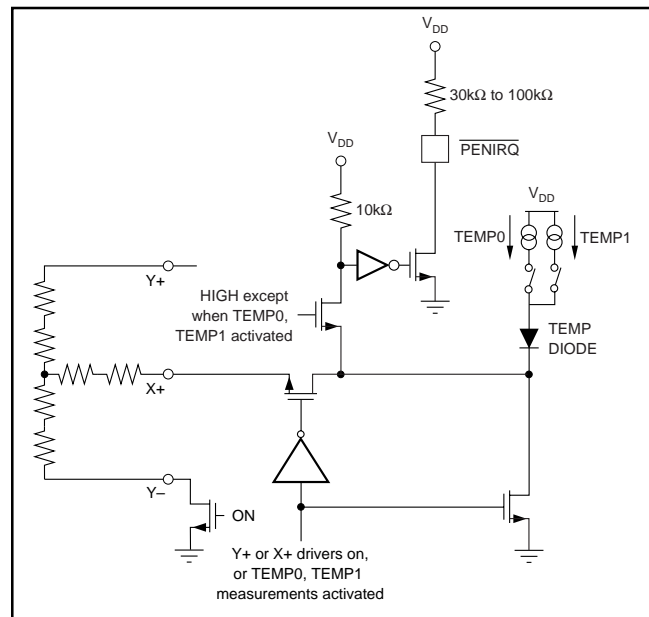 V_DD
30kΩ to 100kΩ
PENIRQ
V_DD
10kΩ
V_DD
TEMP0
TEMP1
Y+
HIGH except
when TEMP0,
TEMP1 activated
TEMP
DIODE
X+
Y–
ON
Y+ or X+ drivers on,
or TEMP0, TEMP1
measurements activated